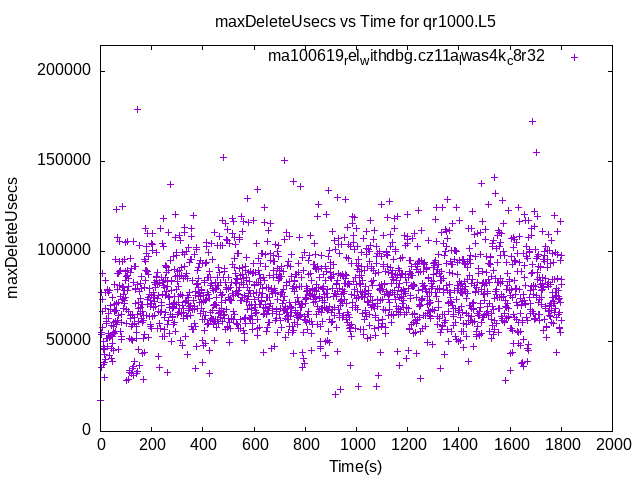 maxDeleteUsecs vs Time for qr1000.L5
ma100619relwithdbg.cz11alwas4kc8r32
200000
150000
100000
50000
0
maxDeleteUsecs
0 200 400 600 800 1000 1200 1400 1600 1800 2000
Time(s)